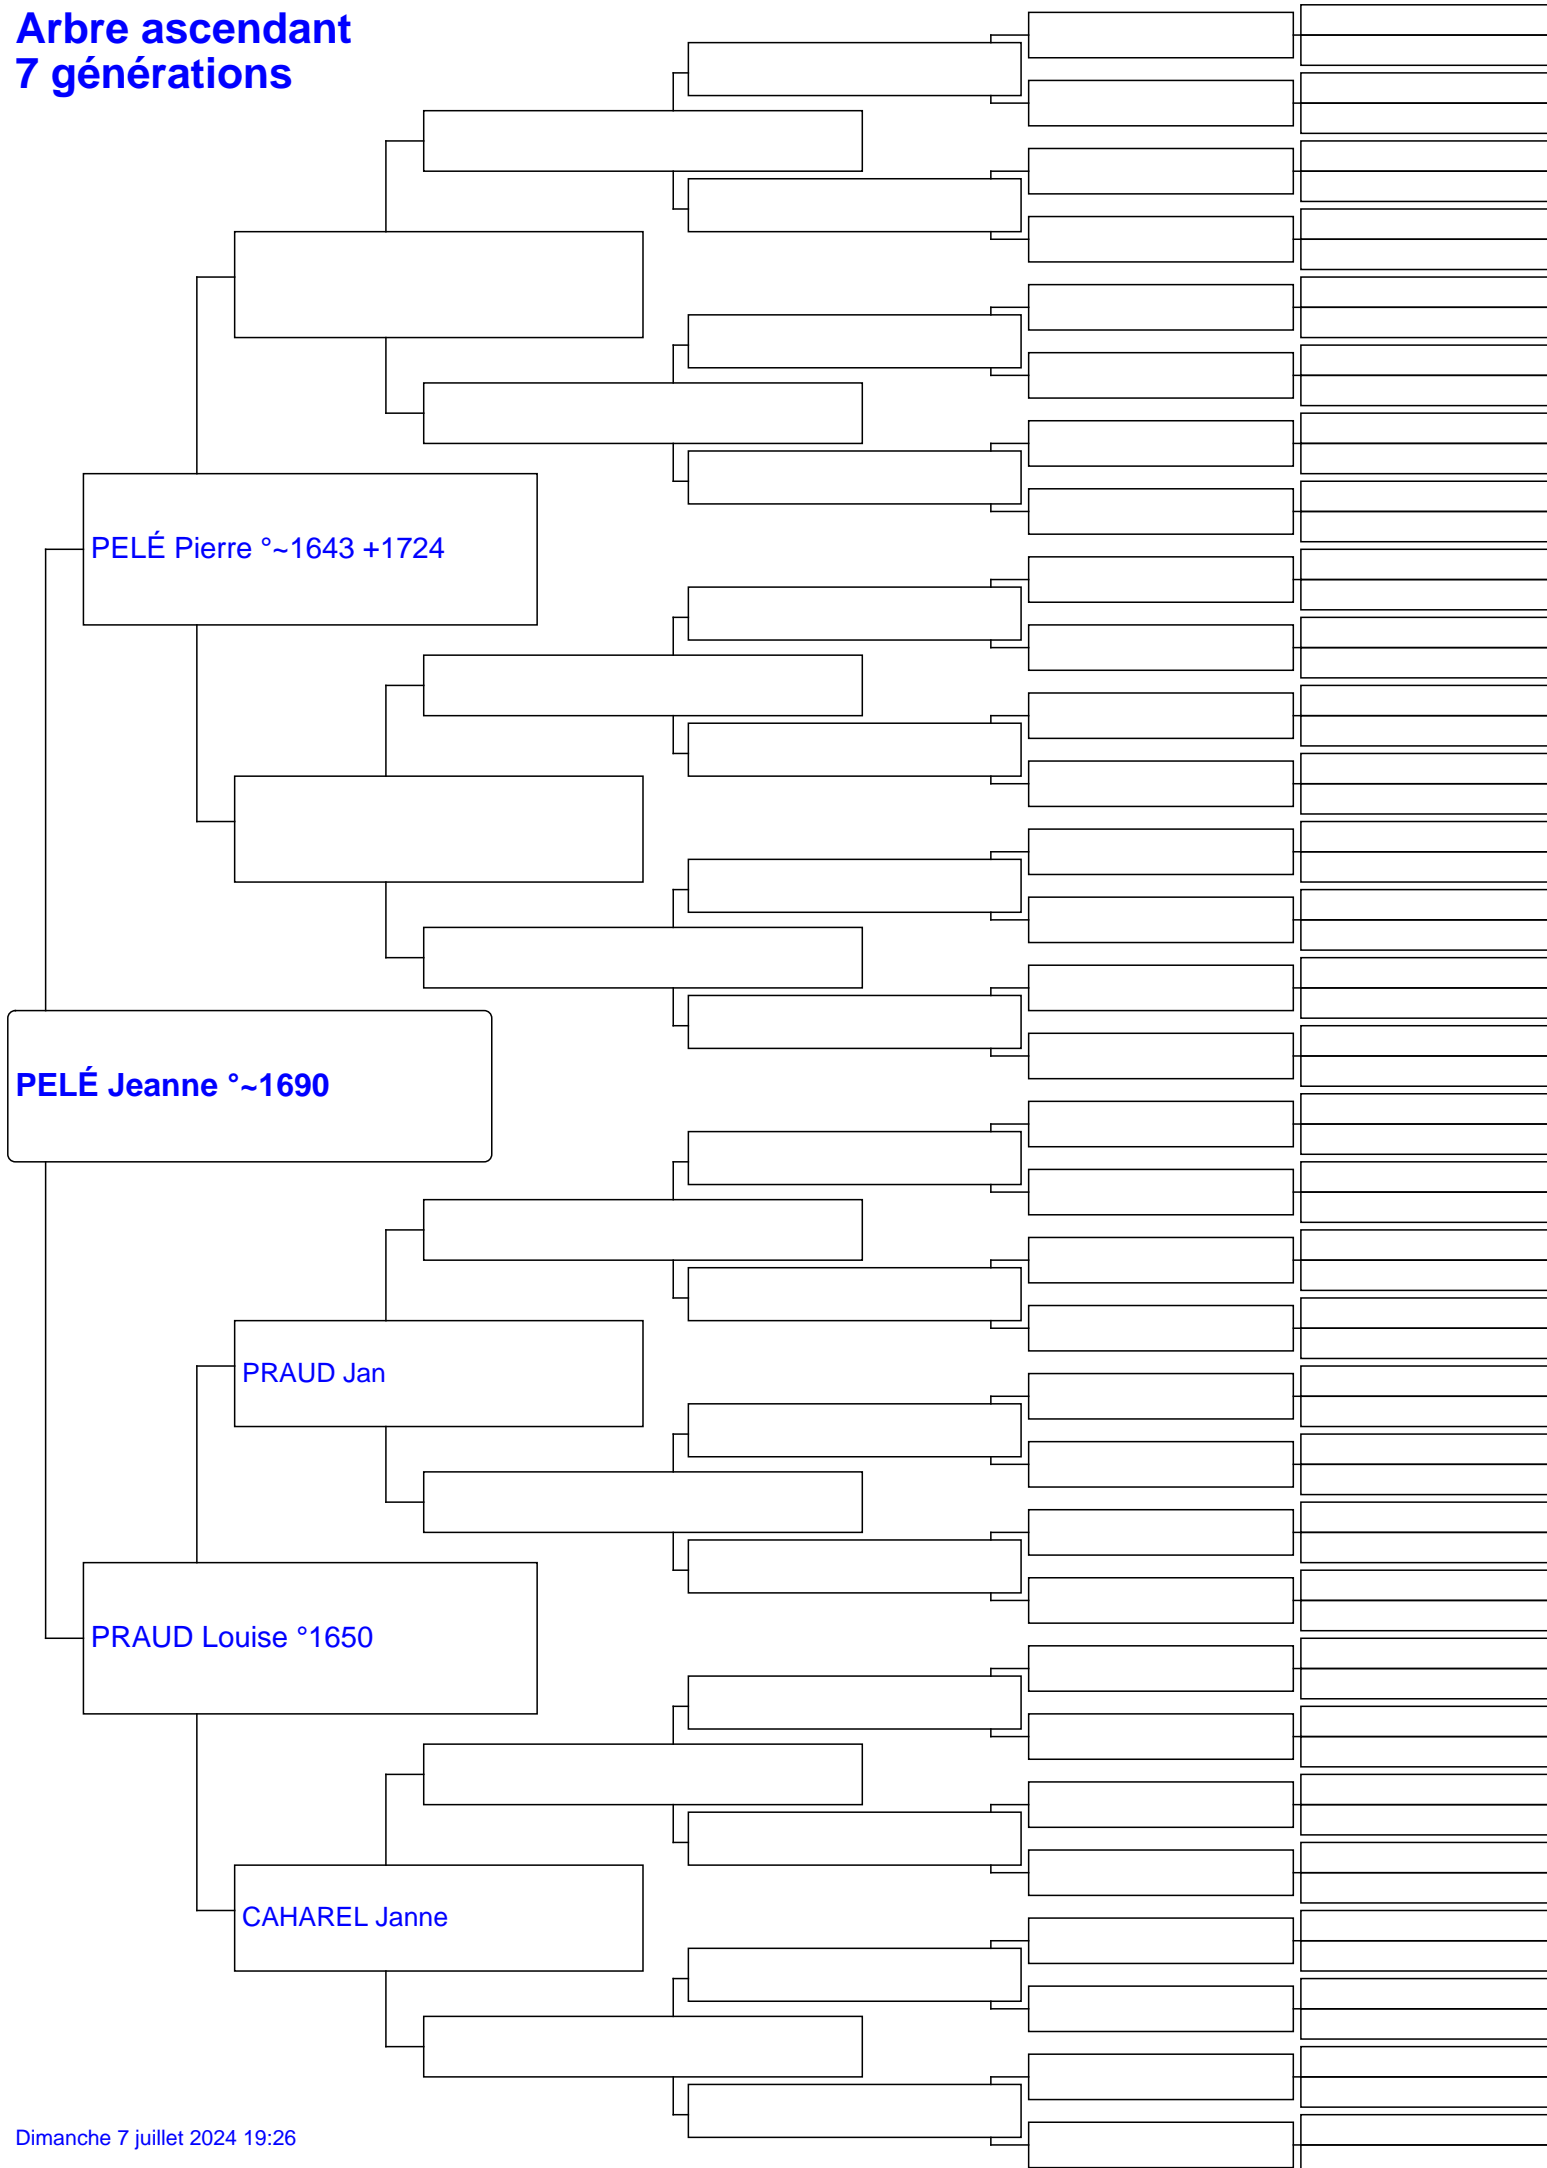 Arbre ascendant
7 générations
PELÉ Pierre °~1643 +1724
PELÉ Jeanne °~1690
PRAUD Jan
PRAUD Louise °1650
CAHAREL Janne
Dimanche 7 juillet 2024 19:26